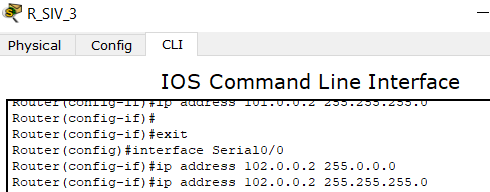 R_SIV_3
Physical Config CLI
IOS Command Line Interface
Router(config-if)#ip address 101.0.0.2 255.255.255.0
Router(config-if)#
Router(config-if)#exit
Router(config)#interface Serial0/0
Router(config-if)#ip address 102.0.0.2 255.0.0.0
Router(config-if)#ip address 102.0.0.2 255.255.255.0